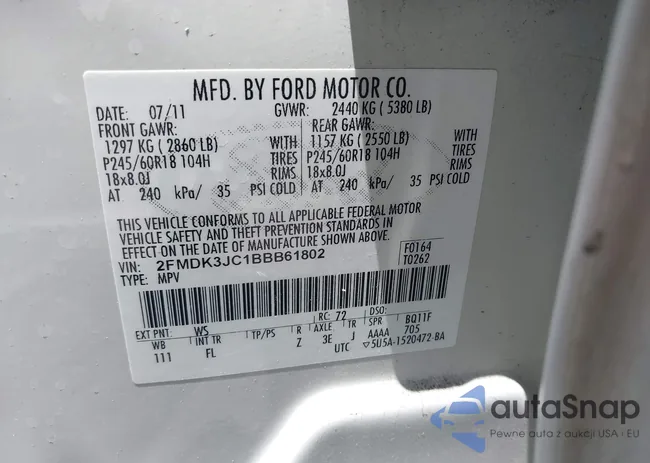 MFD. BY FORD MOTOR CO.
DATE: 07/11 GVWR: 2440 KG ( 5380 LB)
FRONT GAWR: REAR GAWR:
1297 KG ( 2860 LB) WITH 1157 KG ( 2550 LB) WITH
P245/60R18 104H TIRES P245/60R18 104H TIRES
18x8.0J RIMS 18x8.0J RIMS
AT 240 kPa/ 35 PSI COLD AT 240 kPa/ 35 PSI COLD
THIS VEHICLE CONFORMS TO ALL APPLICABLE FEDERAL MOTOR
VEHICLE SAFETY AND THEFT PREVENTION STANDARDS IN
EFFECT ON THE DATE OF MANUFACTURE SHOWN ABOVE.
VIN: 2FMDK3JC1BBB61802 F0164
TYPE: MPV T0262
EXT PNT: WS RC: 72 DSO:
WB INT TR TP/PS R AXLE TR SPR BQ11F
111 FL Z 3E J AAAA 705
UTC ▽5U5A-1520472-BA
autaSnap
Pewne auta z aukcji USA i EU